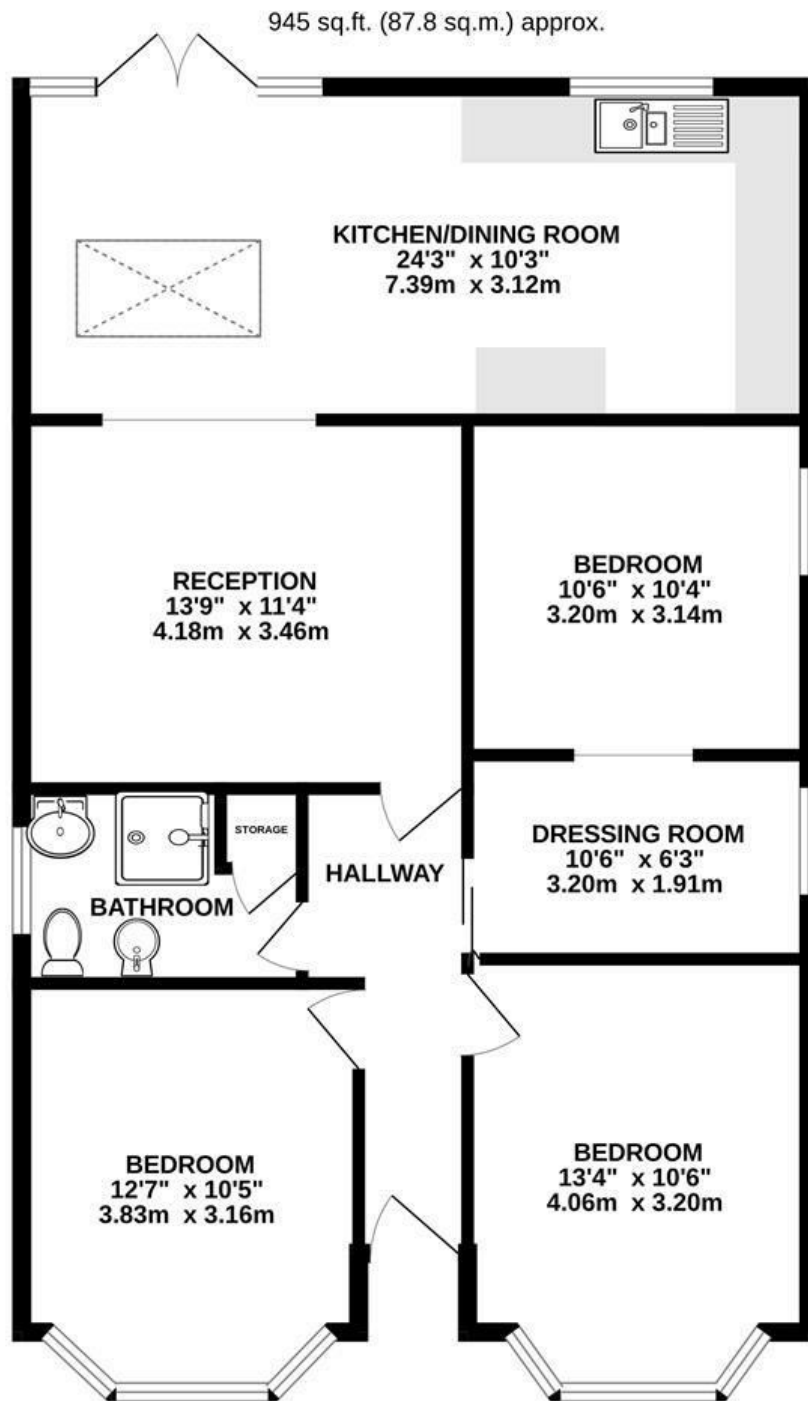 945 sq.ft. (87.8 sq.m.) approx.
KITCHEN/DINING ROOM
24'3" x 10'3"
7.39m x 3.12m
RECEPTION
13'9" x 11'4"
4.18m x 3.46m
BEDROOM
10'6" x 10'4"
3.20m x 3.14m
STORAGE
HALLWAY
DRESSING ROOM
10'6" x 6'3"
3.20m x 1.91m
BATHROOM
BEDROOM
12'7" x 10'5"
3.83m x 3.16m
BEDROOM
13'4" x 10'6"
4.06m x 3.20m